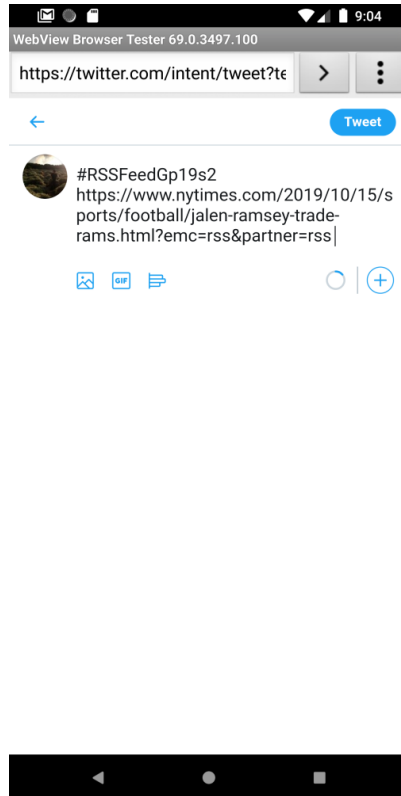 9:04
WebView Browser Tester 69.0.3497.100
https://twitter.com/intent/tweet?te
Tweet
#RSSFeedGp19s2
https://www.nytimes.com/2019/10/15/s
ports/football/jalen-ramsey-trade-
rams.html?emc=rss&partner=rss
GIF